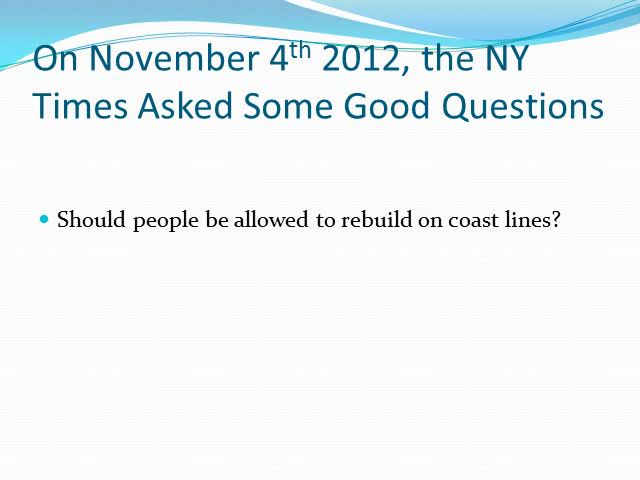 On November 4th 2012, the NY
Times Asked Some Good Questions
• Should people be allowed to rebuild on coast lines?